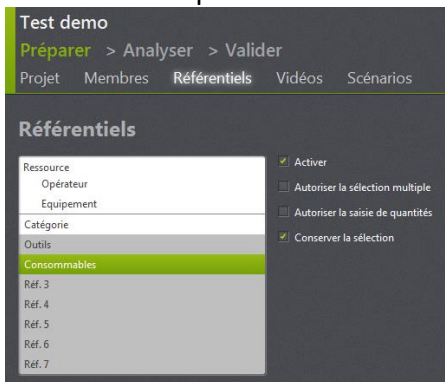 Test demo
Préparer > Analyser > Valider
Projet Membres Référentiels Vidéos Scénarios
Référentiels
Ressource
Opérateur
Equipement
Catégorie
Outils
Consommables
Réf. 3
Réf. 4
Réf. 5
Réf. 6
Réf. 7
Activer
Autoriser la sélection multiple
Autoriser la saisie de quantités
Conserver la sélection